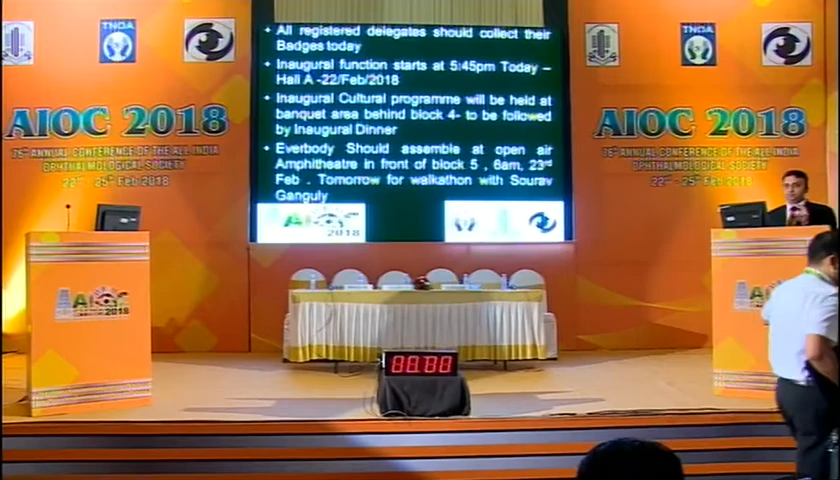 TNOA
TNOA
• All registered delegates should collect their
Badges today
• Inaugural function starts at 5:45pm Today –
Hall A -22/Feb/2018
• Inaugural Cultural programme will be held at
banquet area behind block 4- to be followed
by Inaugural Dinner
• Everbody Should assemble at open air
Amphitheatre in front of block 5 , 6am, 23rd
Feb . Tomorrow for walkathon with Sourav
Ganguly
AIOC 2018
76TH ANNUAL CONFERENCE OF THE ALL INDIA
OPHTHALMOLOGICAL SOCIETY
22nd - 25th Feb 2018
AIOC 2018
76TH ANNUAL CONFERENCE OF THE ALL INDIA
OPHTHALMOLOGICAL SOCIETY
22nd - 25th Feb 2018
2018
2018
00:00